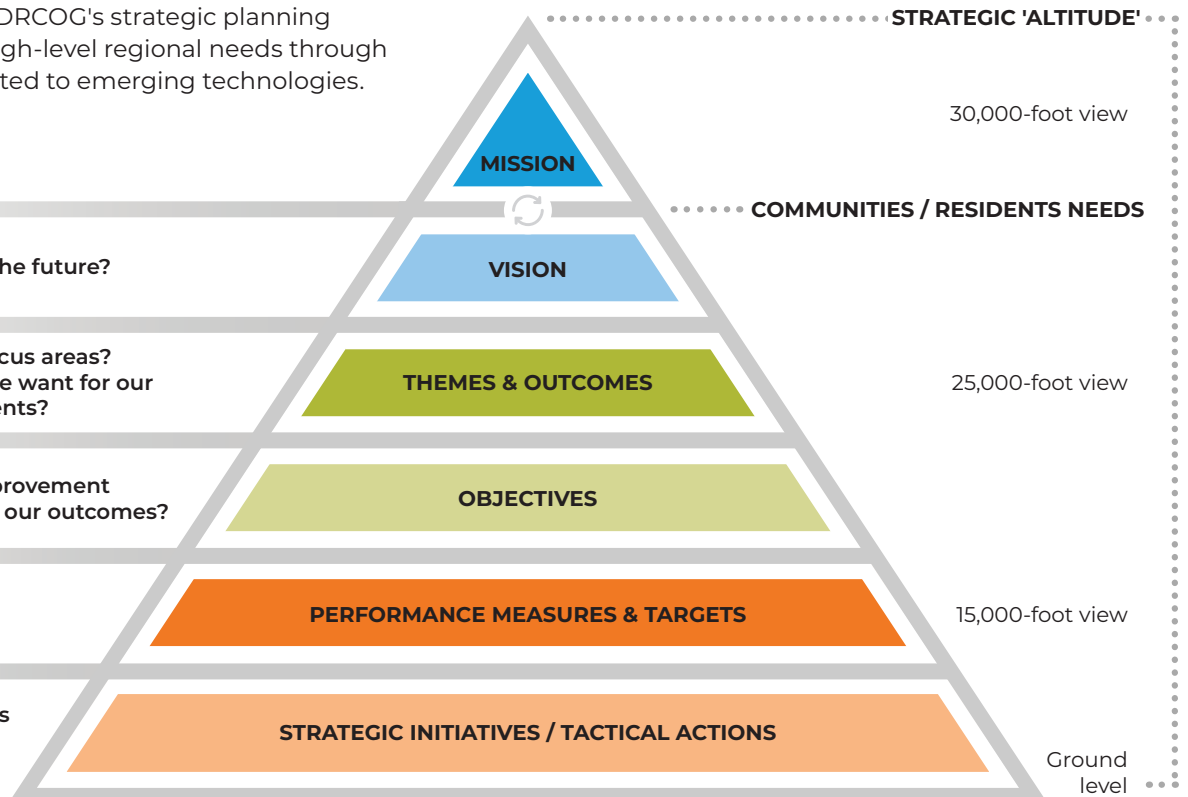 DRCOG's strategic planning
gh-level regional needs through
ted to emerging technologies.
STRATEGIC 'ALTITUDE'
30,000-foot view
MISSION
COMMUNITIES / RESIDENTS NEEDS
he future?
VISION
cus areas?
e want for our
ents?
THEMES & OUTCOMES
25,000-foot view
provement
our outcomes?
OBJECTIVES
PERFORMANCE MEASURES & TARGETS
15,000-foot view
s
STRATEGIC INITIATIVES / TACTICAL ACTIONS
Ground
level